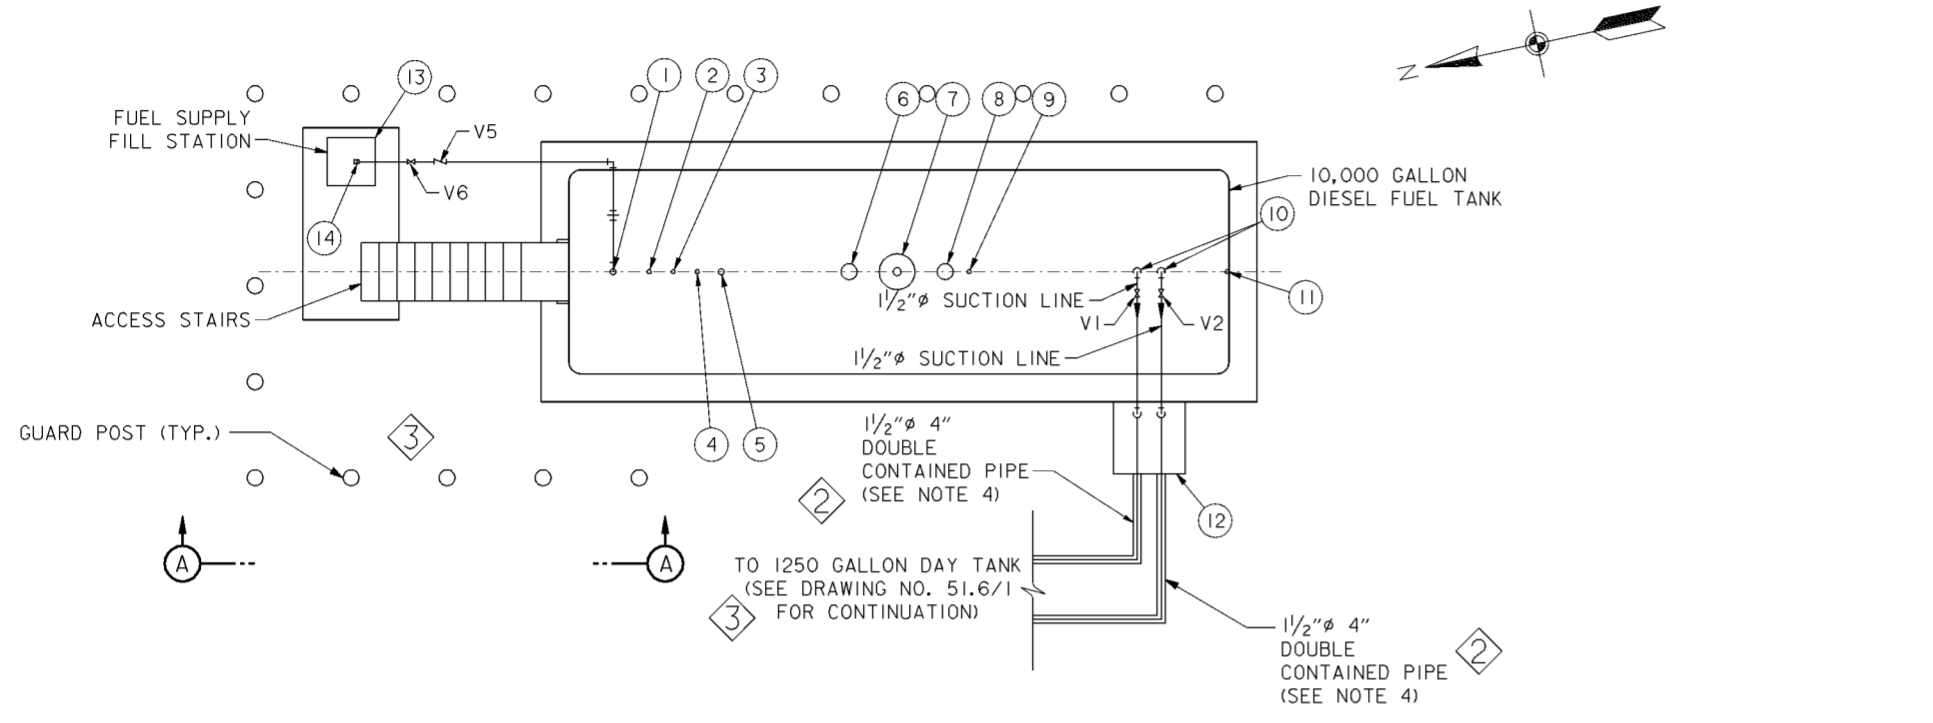 N
1
2
3
13
6
7
8
9
FUEL SUPPLY
FILL STATION
V5
V6
10,000 GALLON
DIESEL FUEL TANK
10
14
11
1½"ø SUCTION LINE
V1
V2
ACCESS STAIRS
1½"ø SUCTION LINE
GUARD POST (TYP.)
3
4
5
1½"ø 4"
DOUBLE
CONTAINED PIPE
(SEE NOTE 4)
2
12
A
A
TO 1250 GALLON DAY TANK
(SEE DRAWING NO. 51.6/1
FOR CONTINUATION)
3
1½"ø 4"
DOUBLE
CONTAINED PIPE
(SEE NOTE 4)
2